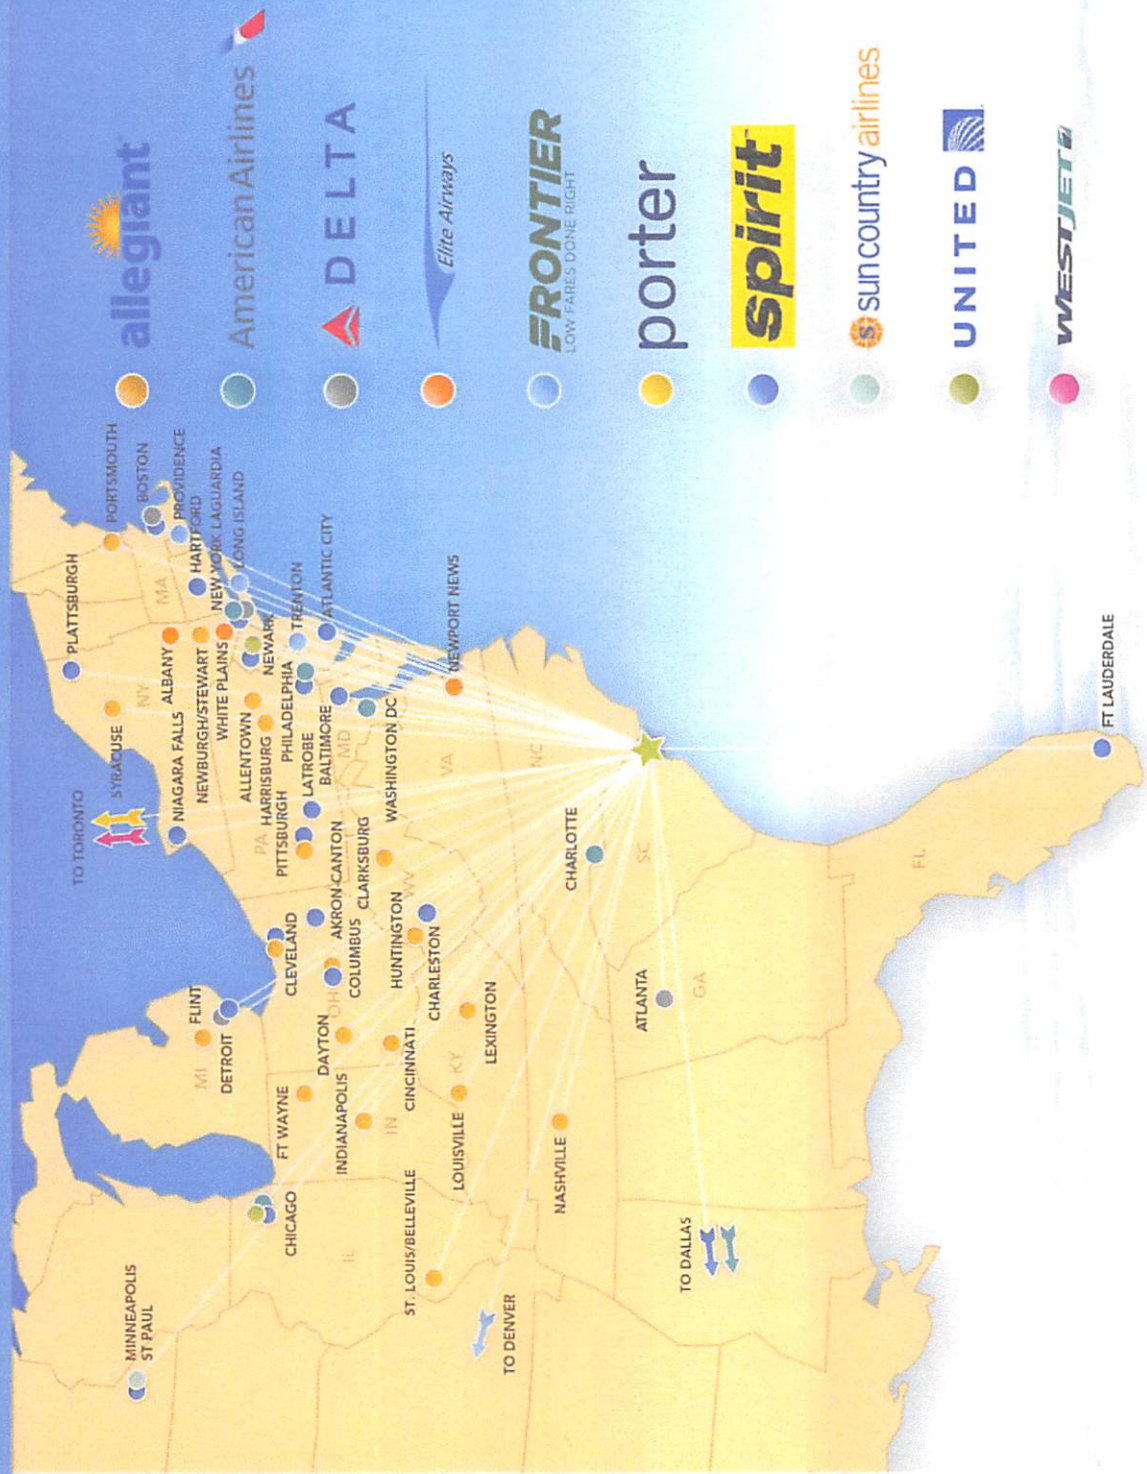 allegiant
AmericanAirlines
DELTA
Elite Airways
FRONTIER
LOW FARES DONE RIGHT
porter
spirit
sun country airlines
UNITED
WESTJET
PORTSMOUTH
BOSTON
PROVIDENCE
HARTFORD
NEW YORK LAGUARDIA
LONG ISLAND
PLATTSBURGH
MA
NY
SYRACUSE
ALBANY
NEWBURGH/STEWART
WHITE PLAINS
NEWARK
TRENTON
ATLANTIC CITY
TO TORONTO
NIAGARA FALLS
ALLENTOWN
HARRISBURG
PHILADELPHIA
PA
PITTSBURGH
LATROBE
BALTIMORE
MD
WASHINGTON DC
NEWPORT NEWS
VA
NC
CLEVELAND
AKRON-CANTON
COLUMBUS
CLARKSBURG
WV
HUNTINGTON
CHARLESTON
OH
FLINT
MI
DETROIT
DAYTON
FT WAYNE
INDIANAPOLIS
IN
CINCINNATI
KY
LEXINGTON
LOUISVILLE
CHARLOTTE
SC
ATLANTA
GA
NASHVILLE
CHICAGO
IL
ST. LOUIS/BELLEVILLE
MINNEAPOLIS
ST PAUL
TO DENVER
TO DALLAS
FL
FT LAUDERDALE